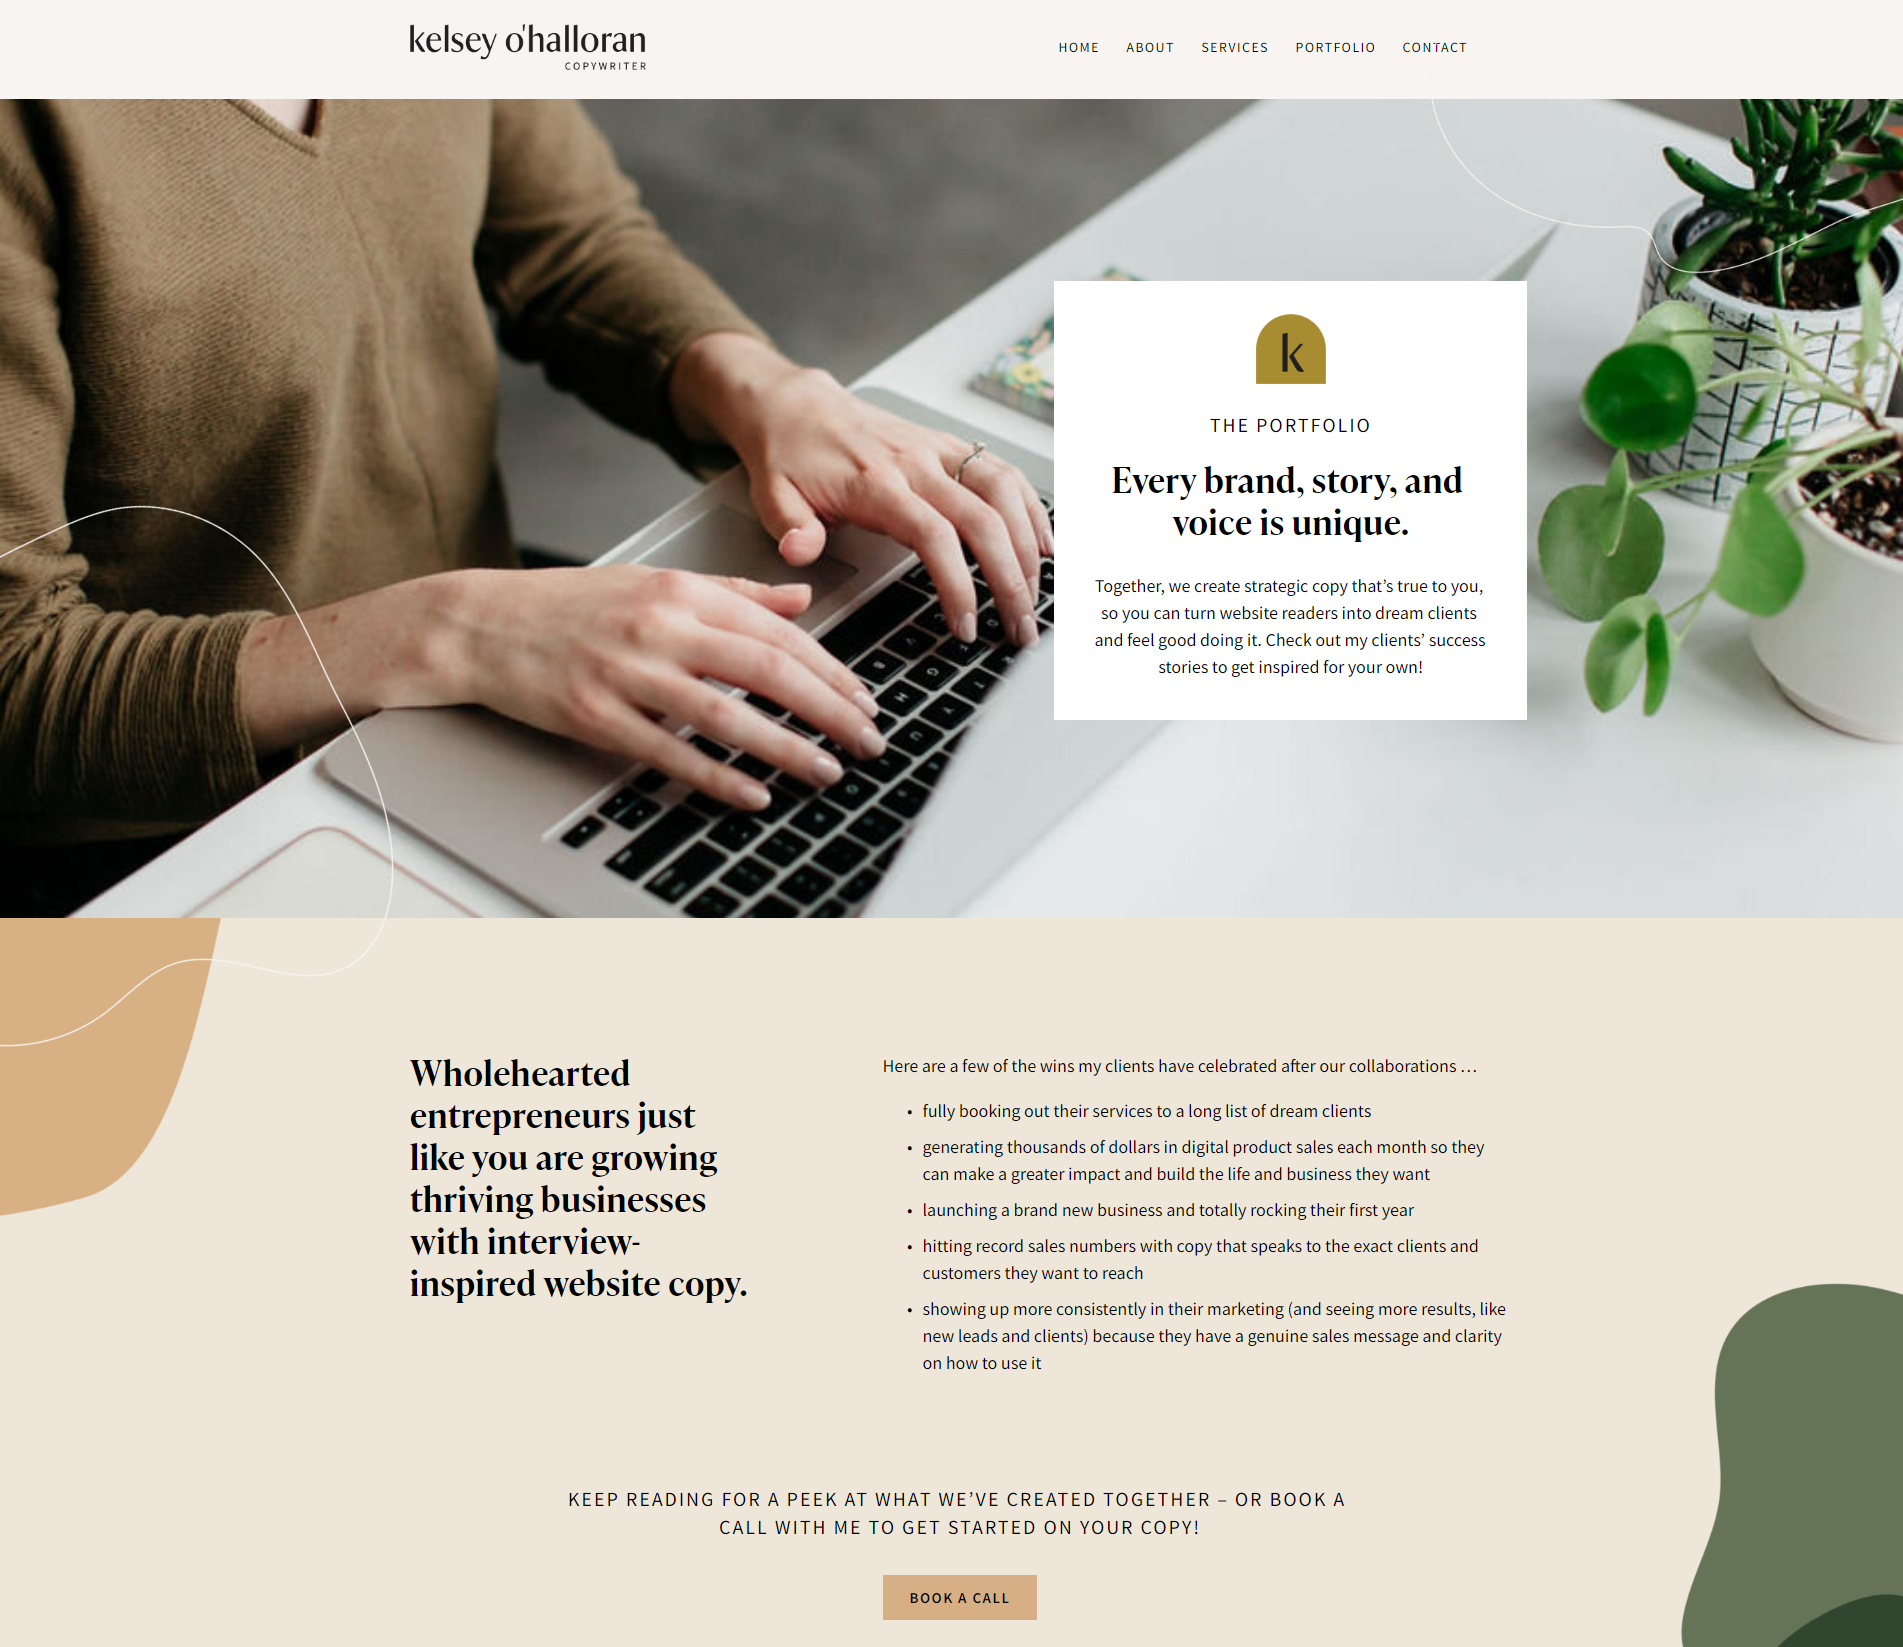 kelsey o'halloran
COPYWRITER
HOME ABOUT SERVICES PORTFOLIO CONTACT
k
THE PORTFOLIO
Every brand, story, and
voice is unique.
Together, we create strategic copy that’s true to you,
so you can turn website readers into dream clients
and feel good doing it. Check out my clients’ success
stories to get inspired for your own!
Wholehearted
entrepreneurs just
like you are growing
thriving businesses
with interview-
inspired website copy.
Here are a few of the wins my clients have celebrated after our collaborations …
• fully booking out their services to a long list of dream clients
• generating thousands of dollars in digital product sales each month so they
can make a greater impact and build the life and business they want
• launching a brand new business and totally rocking their first year
• hitting record sales numbers with copy that speaks to the exact clients and
customers they want to reach
• showing up more consistently in their marketing (and seeing more results, like
new leads and clients) because they have a genuine sales message and clarity
on how to use it
KEEP READING FOR A PEEK AT WHAT WE’VE CREATED TOGETHER – OR BOOK A
CALL WITH ME TO GET STARTED ON YOUR COPY!
BOOK A CALL